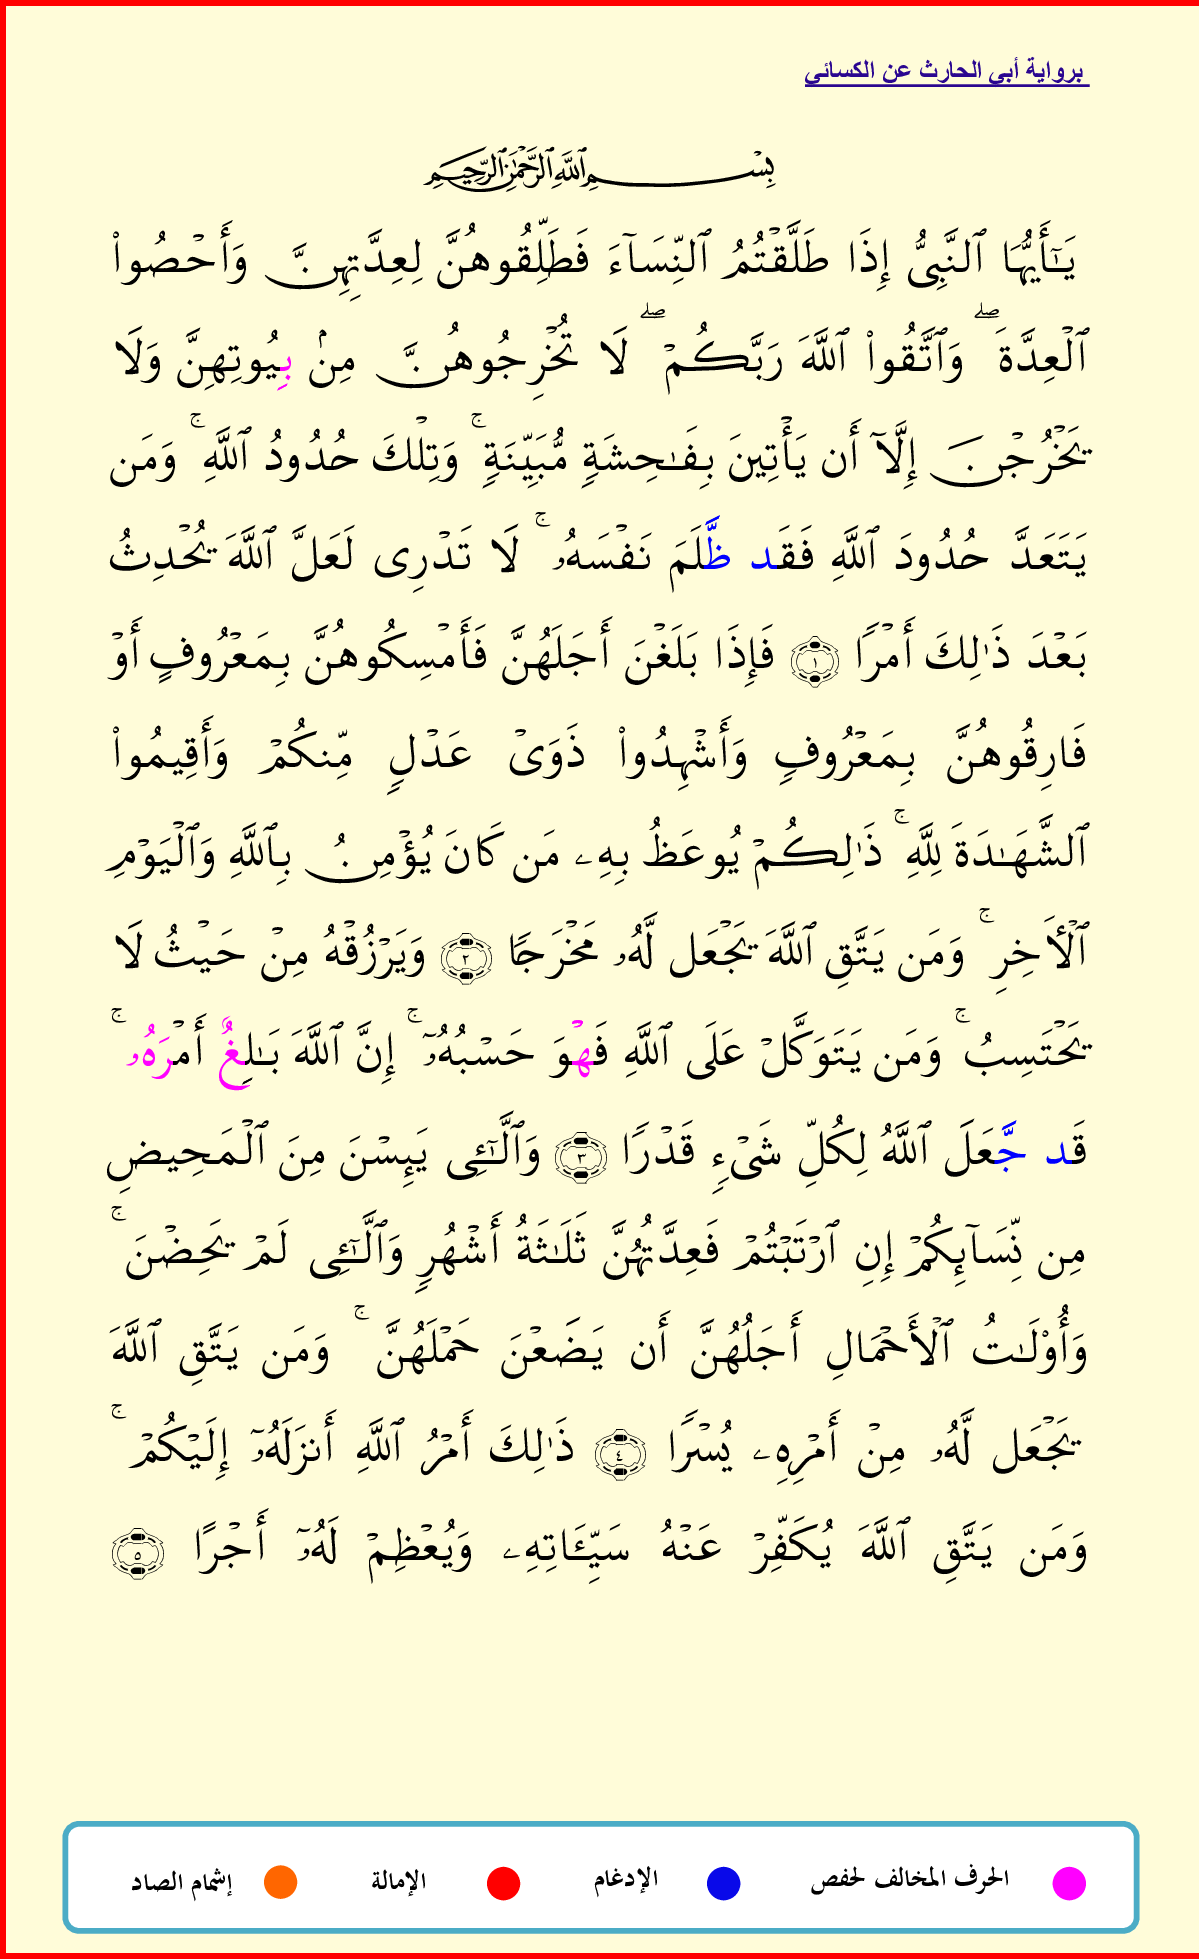 برواية أبي الحارث عن الكسائي
بِسۡمِ ٱللَّهِ ٱلرَّحۡمَٰنِ ٱلرَّحِيمِ
يَـٰٓأَيُّهَا ٱلنَّبِىُّ إِذَا طَلَّقۡتُمُ ٱلنِّسَآءَ فَطَلِّقُوهُنَّ لِعِدَّتِهِنَّ وَأَحۡصُواْ
ٱلۡعِدَّةَۖ وَٱتَّقُواْ ٱللَّهَ رَبَّكُمۡۖ لَا تُخۡرِجُوهُنَّ مِنۢ بِيُوتِهِنَّ وَلَا
يَخۡرُجۡنَ إِلَّآ أَن يَأۡتِينَ بِفَـٰحِشَةٍ مُّبَيِّنَةٍۚ وَتِلۡكَ حُدُودُ ٱللَّهِۚ وَمَن
يَتَعَدَّ حُدُودَ ٱللَّهِ فَقَد ظَّلَمَ نَفۡسَهُۥۚ لَا تَدۡرِى لَعَلَّ ٱللَّهَ يُحۡدِثُ
بَعۡدَ ذَٰلِكَ أَمۡرًا ١ فَإِذَا بَلَغۡنَ أَجَلَهُنَّ فَأَمۡسِكُوهُنَّ بِمَعۡرُوفٍ أَوۡ
فَارِقُوهُنَّ بِمَعۡرُوفٍ وَأَشۡهِدُواْ ذَوَىۡ عَدۡلٍ مِّنكُمۡ وَأَقِيمُواْ
ٱلشَّهَـٰدَةَ لِلَّهِۚ ذَٰلِكُمۡ يُوعَظُ بِهِۦ مَن كَانَ يُؤۡمِنُ بِٱللَّهِ وَٱلۡيَوۡمِ
ٱلۡأَخِرِۚ وَمَن يَتَّقِ ٱللَّهَ يَجۡعَل لَّهُۥ مَخۡرَجًا ٢ وَيَرۡزُقۡهُ مِنۡ حَيۡثُ لَا
يَحۡتَسِبُۚ وَمَن يَتَوَكَّلۡ عَلَى ٱللَّهِ فَهۡوَ حَسۡبُهُۥٓۚ إِنَّ ٱللَّهَ بَـٰلِغٌ أَمۡرَهُۥۚ
قَد جَّعَلَ ٱللَّهُ لِكُلِّ شَىۡءٍ قَدۡرًا ٣ وَٱلَّـٰٓـِٔى يَئِسۡنَ مِنَ ٱلۡمَحِيضِ
مِن نِّسَآئِكُمۡ إِنِ ٱرۡتَبۡتُمۡ فَعِدَّتُهُنَّ ثَلَـٰثَةُ أَشۡهُرٍ وَٱلَّـٰٓـِٔى لَمۡ يَحِضۡنَۚ
وَأُوْلَـٰتُ ٱلۡأَحۡمَالِ أَجَلُهُنَّ أَن يَضَعۡنَ حَمۡلَهُنَّۚ وَمَن يَتَّقِ ٱللَّهَ
يَجۡعَل لَّهُۥ مِنۡ أَمۡرِهِۦ يُسۡرًا ٤ ذَٰلِكَ أَمۡرُ ٱللَّهِ أَنزَلَهُۥٓ إِلَيۡكُمۡۚ
وَمَن يَتَّقِ ٱللَّهَ يُكَفِّرۡ عَنۡهُ سَيِّـَٔاتِهِۦ وَيُعۡظِمۡ لَهُۥٓ أَجۡرًا ٥
الحرف المخالف لحفص الإدغام الإمالة إشمام الصاد